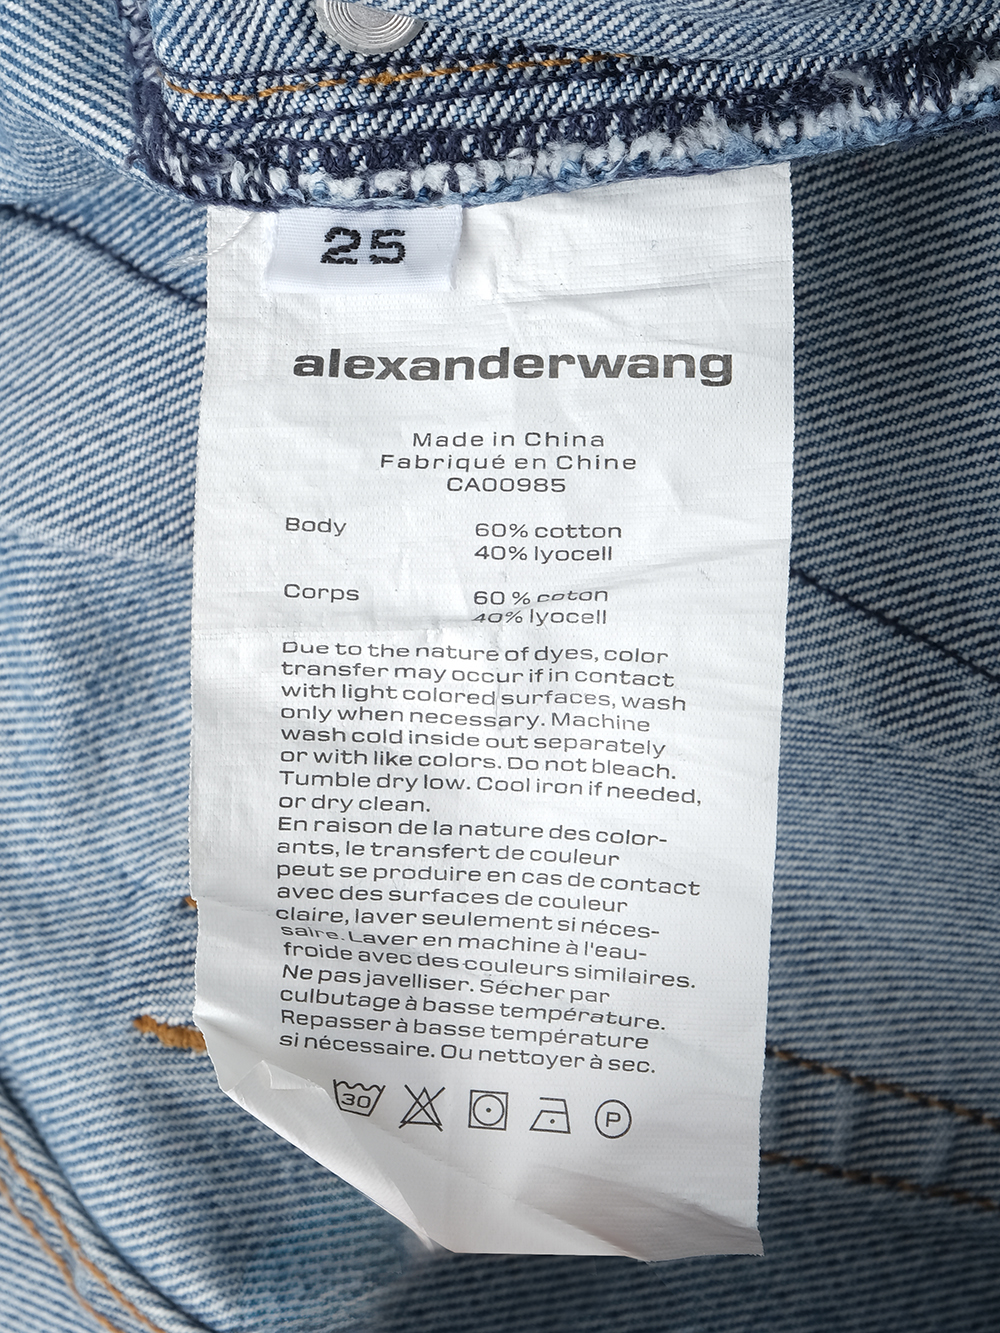 25
alexanderwang
Made in China
Fabriqué en Chine
CA00985
Body 60% cotton
40% lyocell
Corps 60 % coton
40% lyocell
Due to the nature of dyes, color
transfer may occur if in contact
with light colored surfaces, wash
only when necessary. Machine
wash cold inside out separately
or with like colors. Do not bleach.
Tumble dry low. Cool iron if needed,
or dry clean.
En raison de la nature des color-
ants, le transfert de couleur
peut se produire en cas de contact
avec des surfaces de couleur
claire, laver seulement si néces-
saire. Laver en machine à l'eau-
froide avec des couleurs similaires.
Ne pas javelliser. Sécher par
culbutage à basse température.
Repasser à basse température
si nécessaire. Ou nettoyer à sec.
30 P